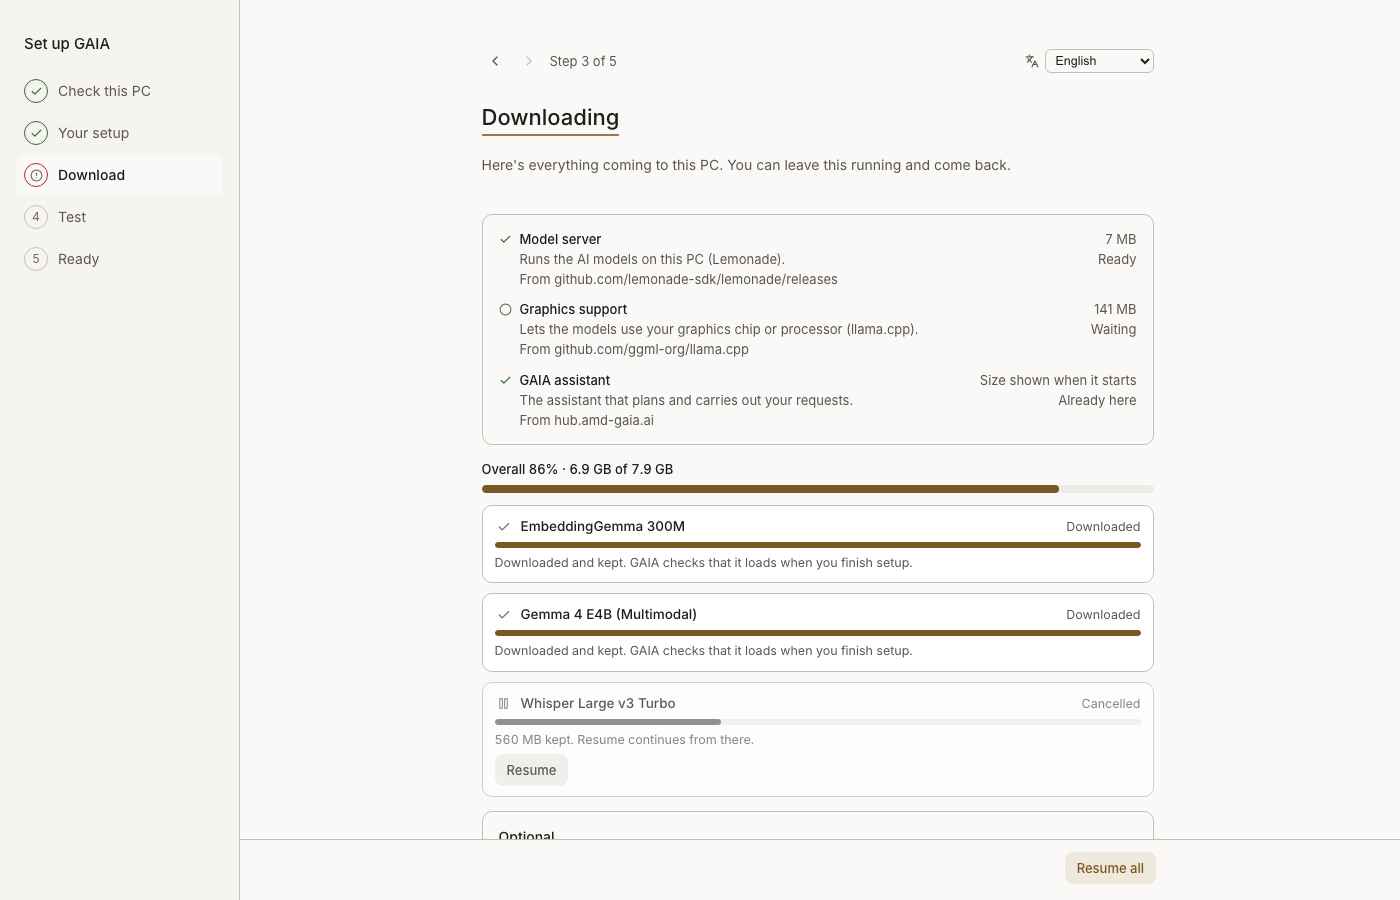 Set up GAIA
Check this PC
Your setup
Download
4 Test
5 Ready
Step 3 of 5
English
Downloading
Here's everything coming to this PC. You can leave this running and come back.
Model server 7 MB
Runs the AI models on this PC (Lemonade). Ready
From github.com/lemonade-sdk/lemonade/releases
Graphics support 141 MB
Lets the models use your graphics chip or processor (llama.cpp). Waiting
From github.com/ggml-org/llama.cpp
GAIA assistant Size shown when it starts
The assistant that plans and carries out your requests. Already here
From hub.amd-gaia.ai
Overall 86% · 6.9 GB of 7.9 GB
EmbeddingGemma 300M Downloaded
Downloaded and kept. GAIA checks that it loads when you finish setup.
Gemma 4 E4B (Multimodal) Downloaded
Downloaded and kept. GAIA checks that it loads when you finish setup.
Whisper Large v3 Turbo Cancelled
560 MB kept. Resume continues from there.
Resume
Optional
Resume all